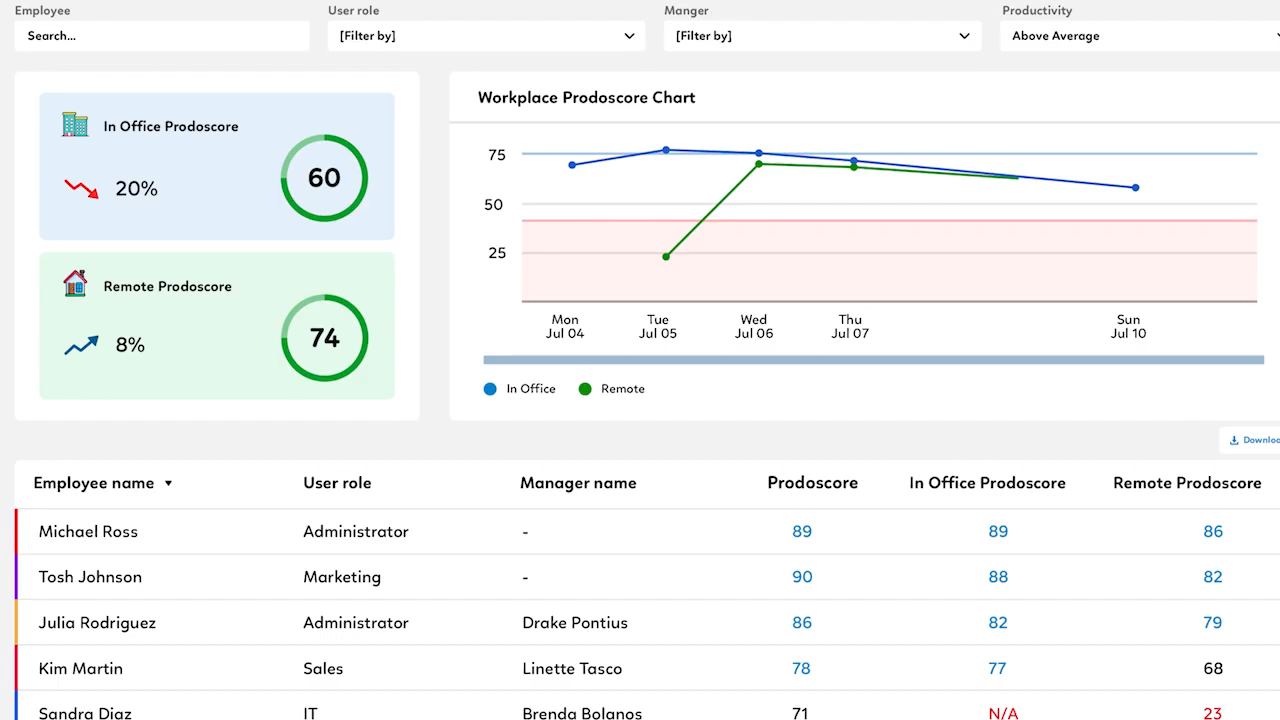 Employee User role Manger Productivity
Search... [Filter by] [Filter by] Above Average
Workplace Prodoscore Chart
In Office Prodoscore
60
20%
Remote Prodoscore
74
8%
75
50
25
Mon Tue Wed Thu Sun
Jul 04 Jul 05 Jul 06 Jul 07 Jul 10
In Office Remote
Downloa
Employee name User role Manager name Prodoscore In Office Prodoscore Remote Prodoscore
Michael Ross Administrator - 89 89 86
Tosh Johnson Marketing - 90 88 82
Julia Rodriguez Administrator Drake Pontius 86 82 79
Kim Martin Sales Linette Tasco 78 77 68
Sandra Diaz IT Brenda Bolanos 71 N/A 23